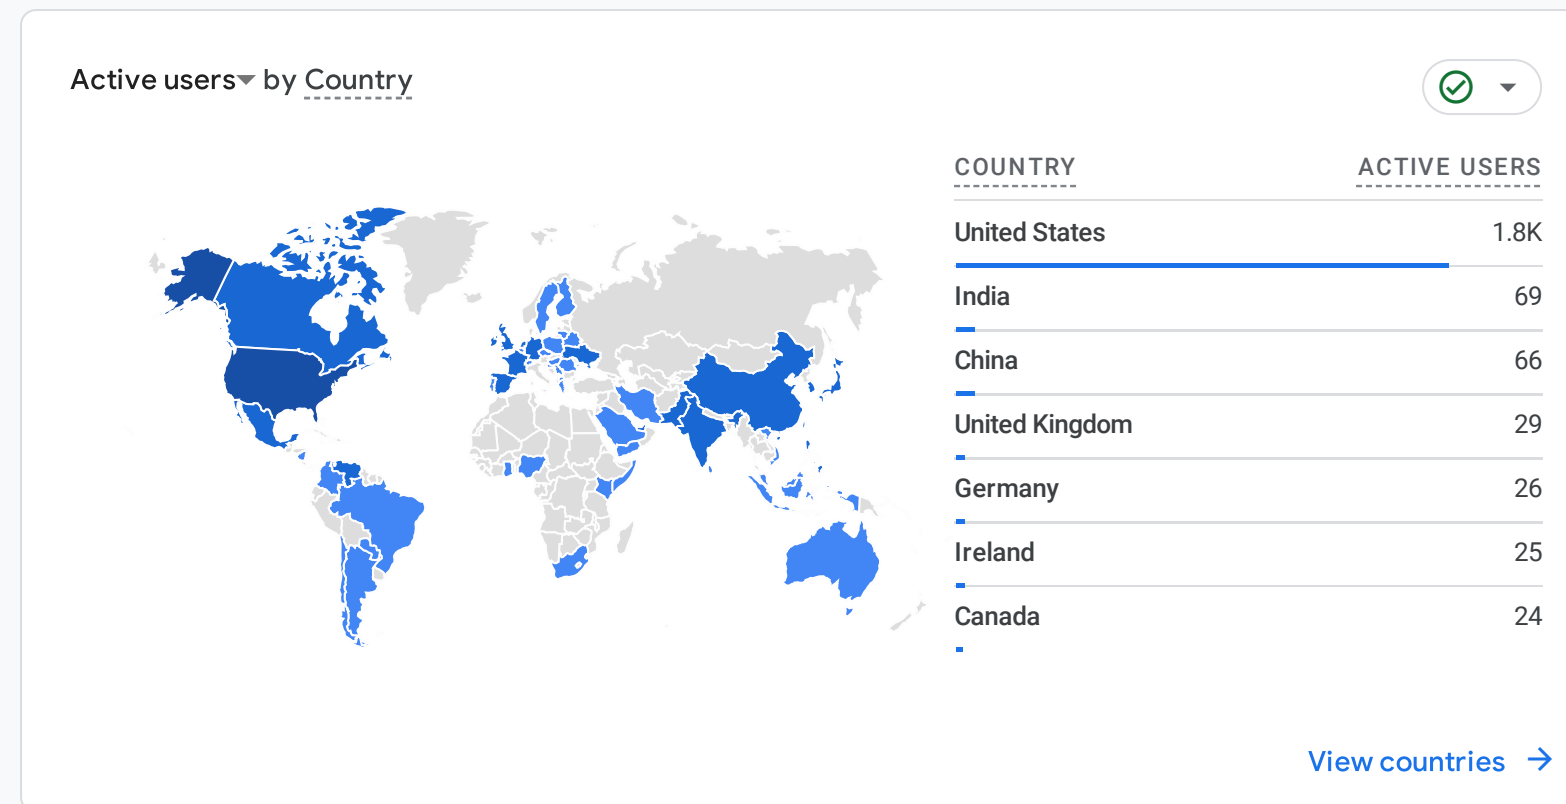 Active users by Country
COUNTRY ACTIVE USERS
United States 1.8K
India 69
China 66
United Kingdom 29
Germany 26
Ireland 25
Canada 24
View countries